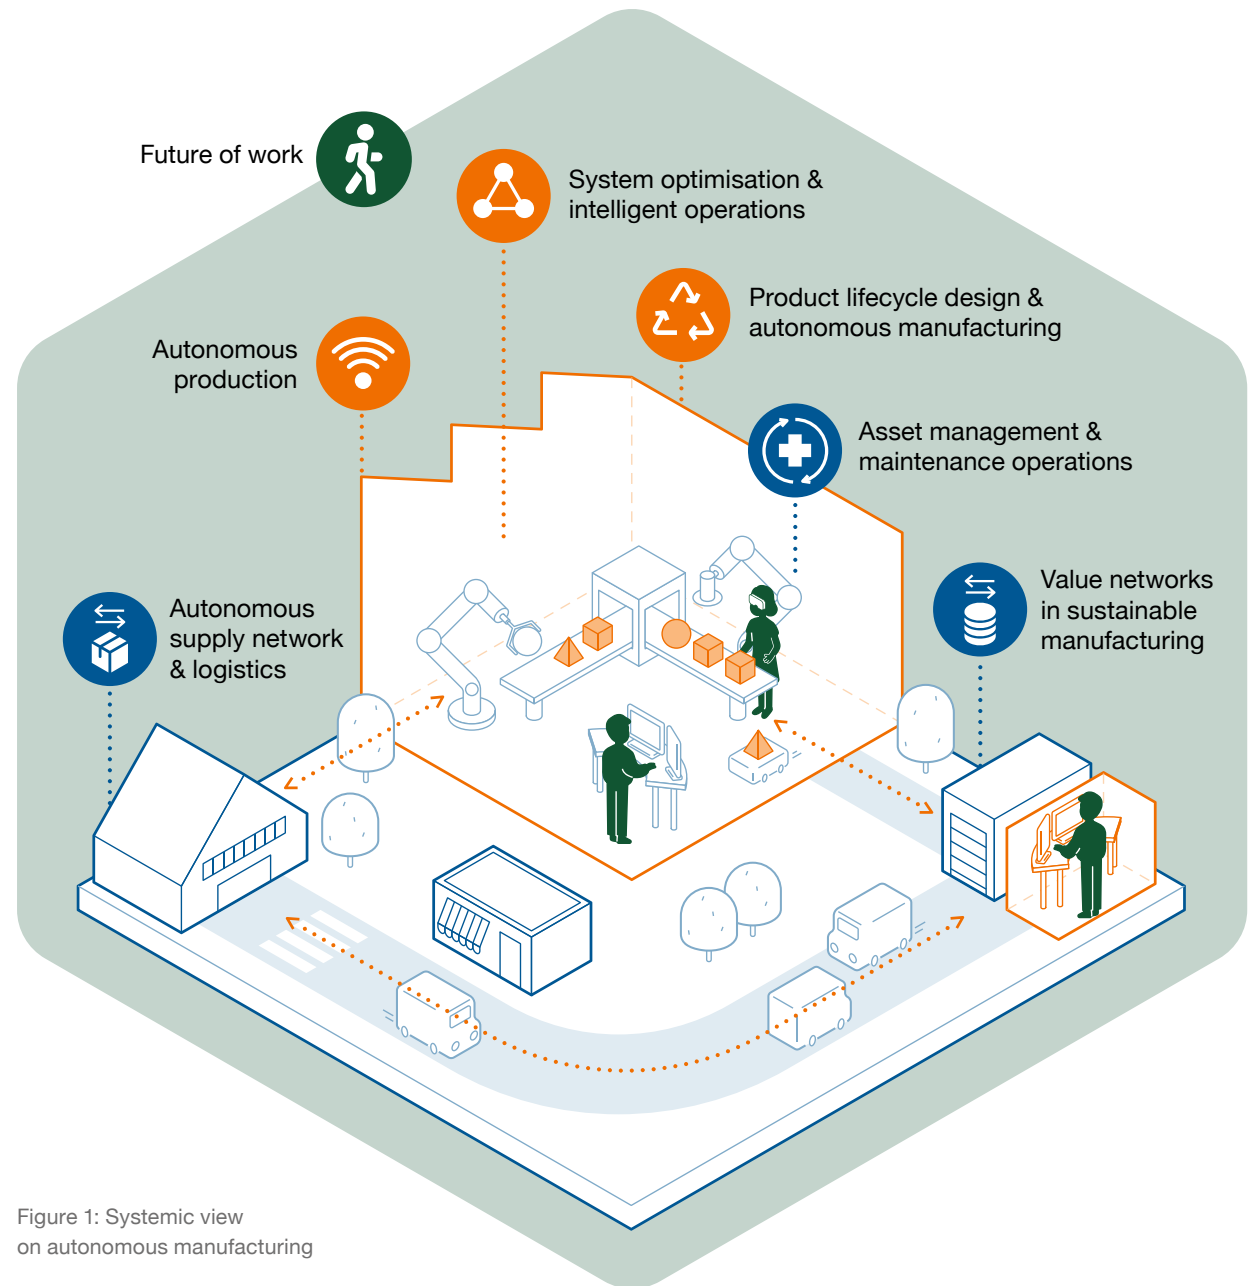 Future of work
System optimisation &
intelligent operations
Product lifecycle design &
autonomous manufacturing
Autonomous
production
Asset management &
maintenance operations
Autonomous
supply network
& logistics
Value networks
in sustainable
manufacturing
Figure 1: Systemic view
on autonomous manufacturing